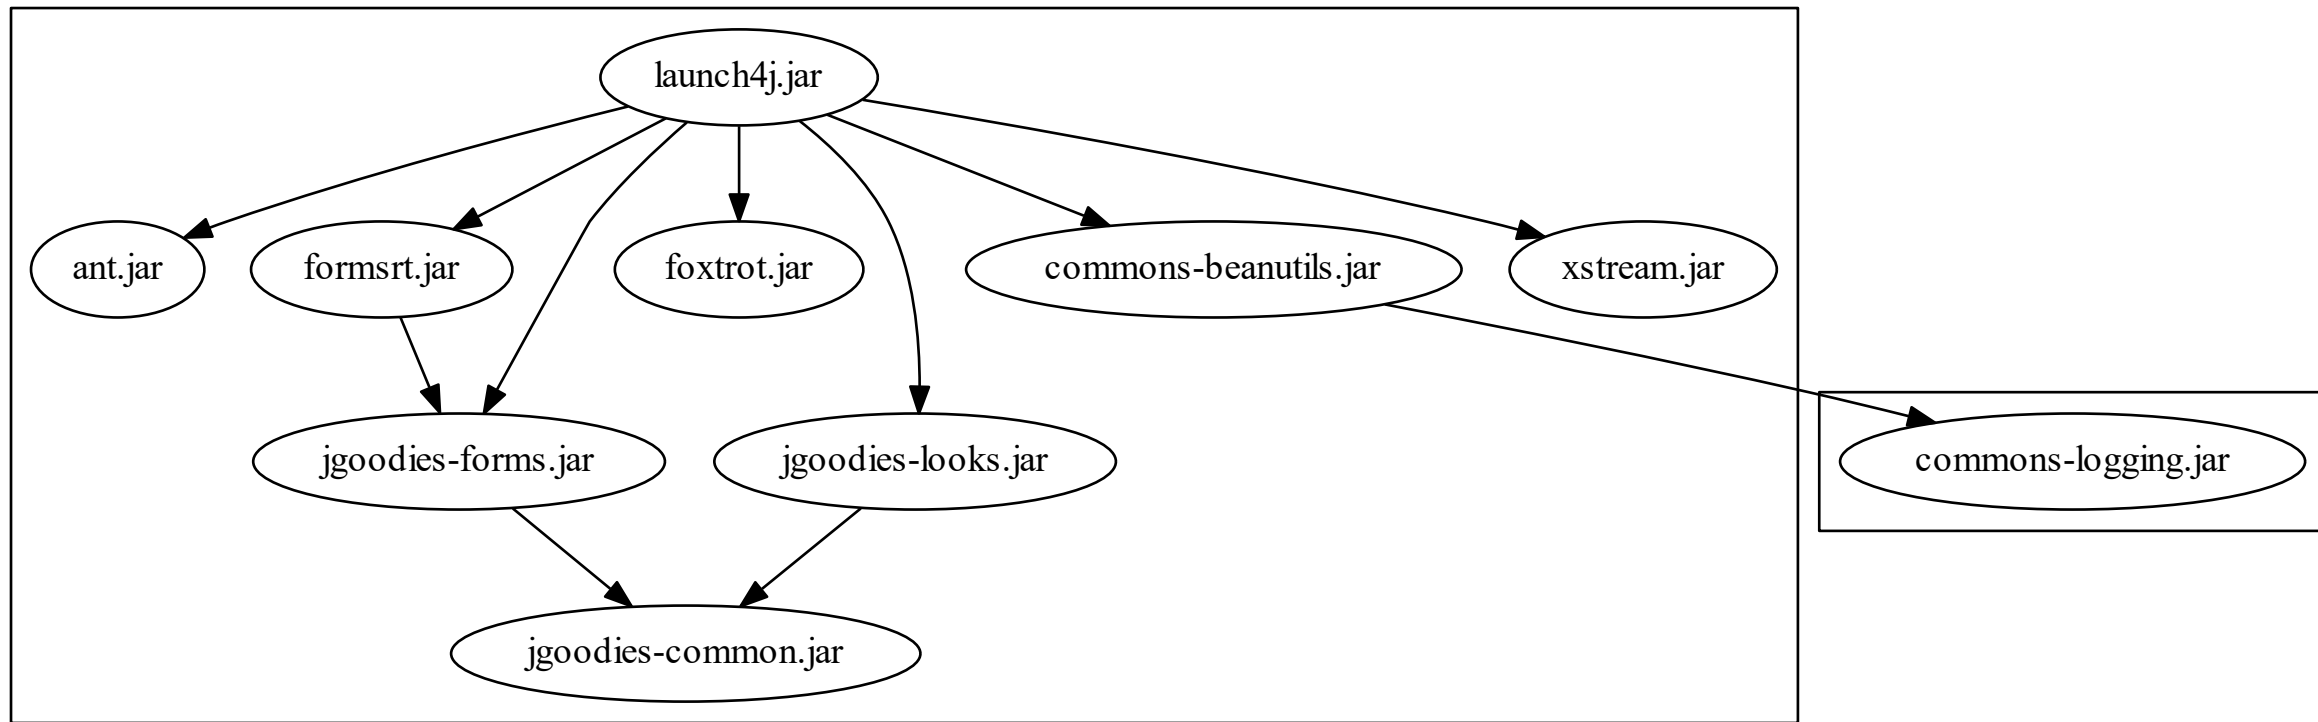 launch4j.jar
ant.jar
formsrt.jar
foxtrot.jar
commons-beanutils.jar
xstream.jar
jgoodies-forms.jar
jgoodies-looks.jar
commons-logging.jar
jgoodies-common.jar